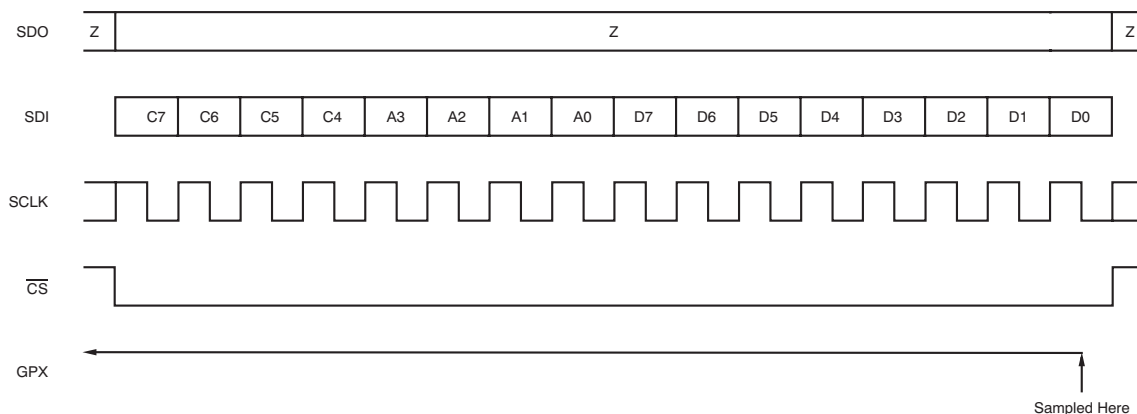 SDO Z Z Z
SDI C7 C6 C5 C4 A3 A2 A1 A0 D7 D6 D5 D4 D3 D2 D1 D0
SCLK
CS
GPX
Sampled Here